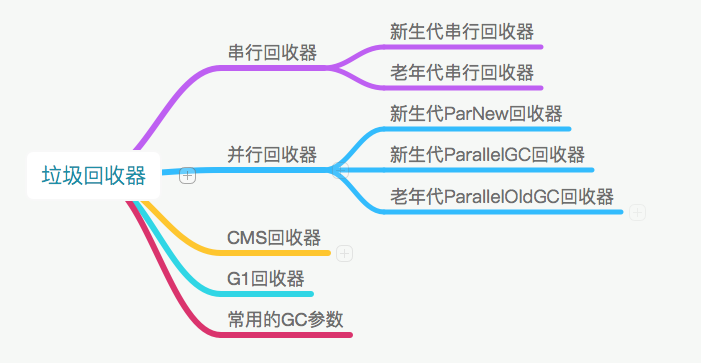 垃圾回收器
串行回收器
新生代串行回收器
老年代串行回收器
并行回收器
新生代ParNew回收器
新生代ParallelGC回收器
老年代ParallelOldGC回收器
CMS回收器
G1回收器
常用的GC参数